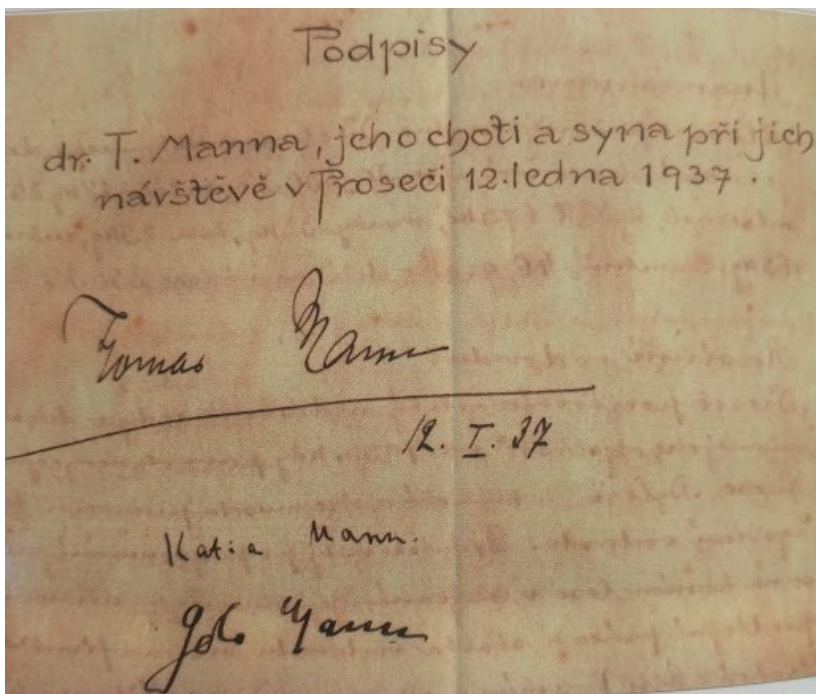 Podpisy
dr. T. Manna, jeho choti a syna při jich
návštěvě v Proseči 12. ledna 1937.
Tomas Mann
12. I. 37
Katia Mann.
Golo Mann